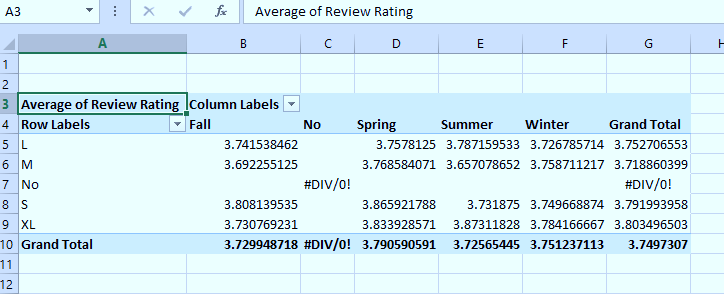 A3 fx Average of Review Rating
A B C D E F G H
1
2
3 Average of Review Rating Column Labels
4 Row Labels Fall No Spring Summer Winter Grand Total
5 L 3.741538462 3.7578125 3.787159533 3.726785714 3.752706553
6 M 3.692255125 3.768584071 3.657078652 3.758711217 3.718860399
7 No #DIV/0! #DIV/0!
8 S 3.808139535 3.865921788 3.731875 3.749668874 3.791993958
9 XL 3.730769231 3.833928571 3.87311828 3.784166667 3.803496503
10 Grand Total 3.729948718 #DIV/0! 3.790590591 3.72565445 3.751237113 3.7497307
11
12